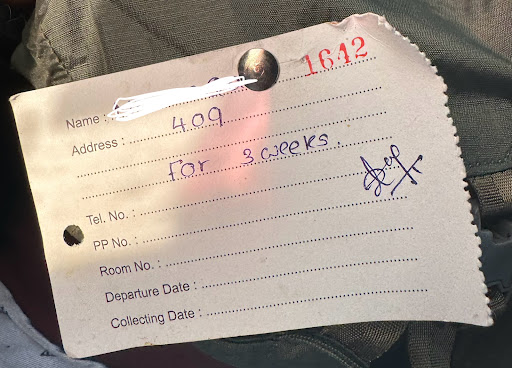 1642
Name :
Address : 409
For 3 weeks.
Tel. No. :
PP No. :
Room No. :
Departure Date :
Collecting Date :